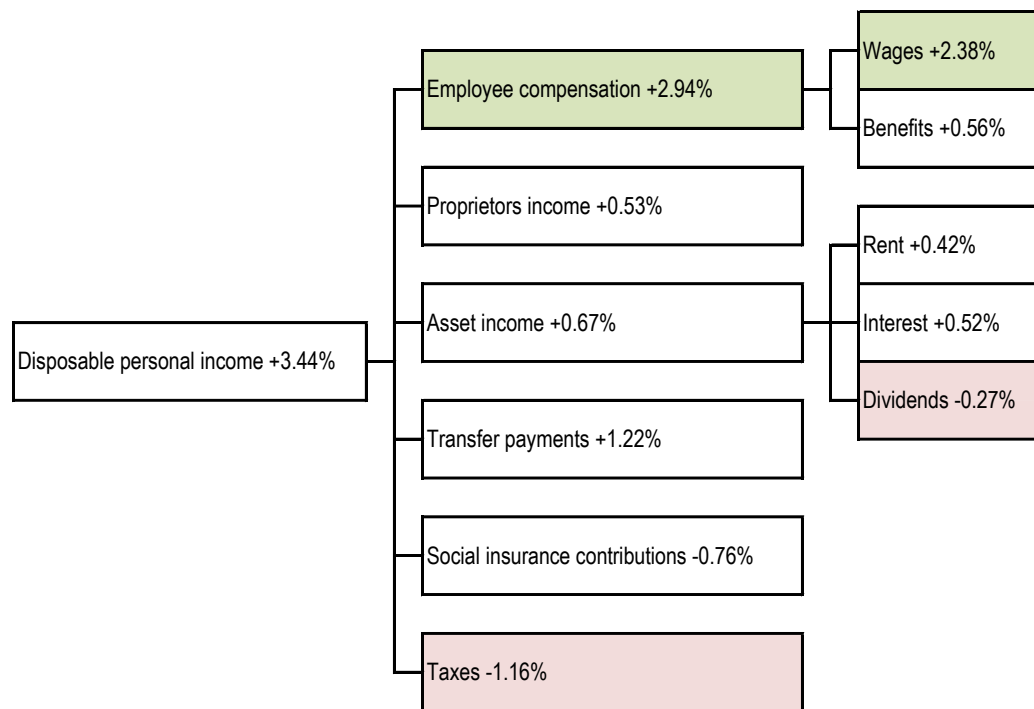 Disposable personal income +3.44%
Employee compensation +2.94%
Wages +2.38%
Benefits +0.56%
Proprietors income +0.53%
Asset income +0.67%
Rent +0.42%
Interest +0.52%
Dividends -0.27%
Transfer payments +1.22%
Social insurance contributions -0.76%
Taxes -1.16%